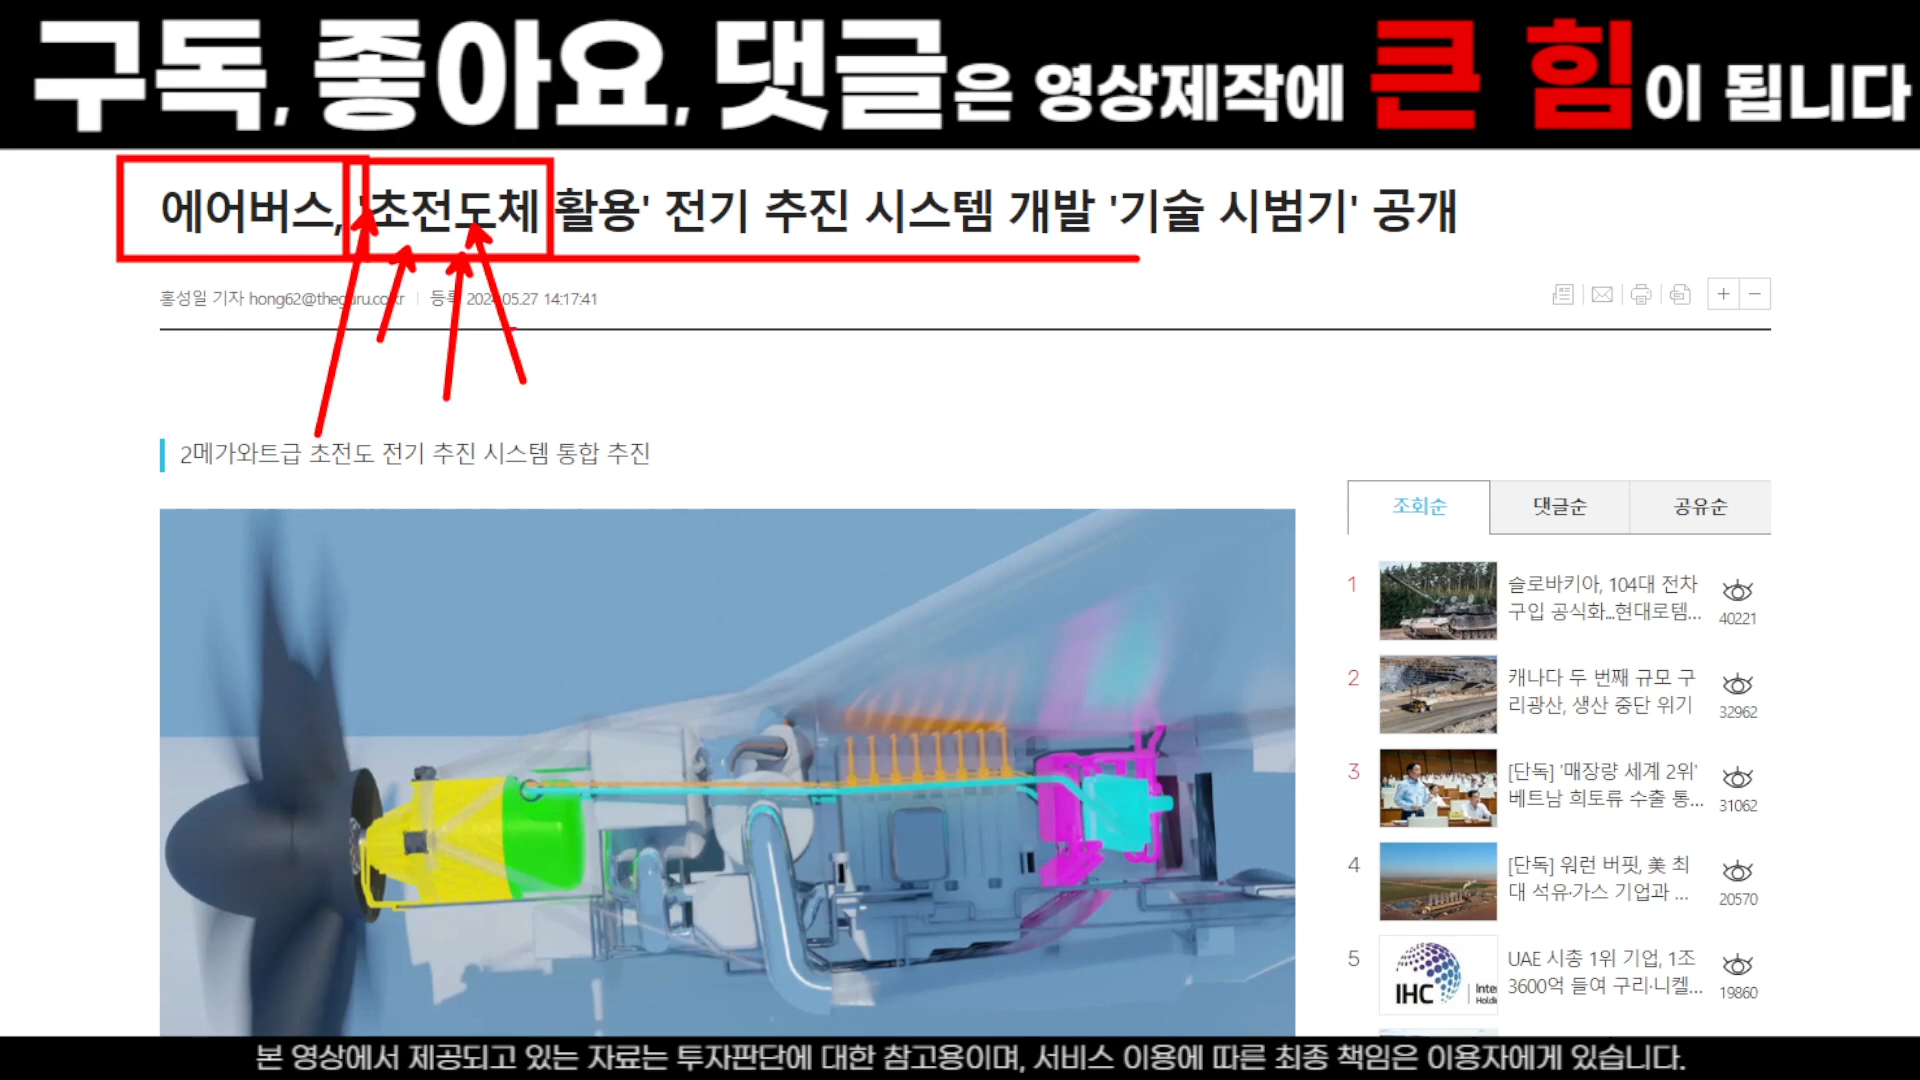 구독, 좋아요, 댓글은 영상제작에 큰 힘이 됩니다
에어버스, '초전도체 활용' 전기 추진 시스템 개발 '기술 시범기' 공개
홍성일 기자 hong62@theguru.co.kr 등록 2024.05.27 14:17:41
2메가와트급 초전도 전기 추진 시스템 통합 추진
조회순 댓글순 공유순
1 슬로바키아, 104대 전차
구입 공식화...현대로템...
40221
2 캐나다 두 번째 규모 구
리광산, 생산 중단 위기
32962
3 [단독] '매장량 세계 2위'
베트남 희토류 수출 통...
31062
4 [단독] 워런 버핏, 美 최
대 석유·가스 기업과 ...
20570
5 UAE 시총 1위 기업, 1조
3600억 들여 구리·니켈...
19860
IHC
본 영상에서 제공되고 있는 자료는 투자판단에 대한 참고용이며, 서비스 이용에 따른 최종 책임은 이용자에게 있습니다.